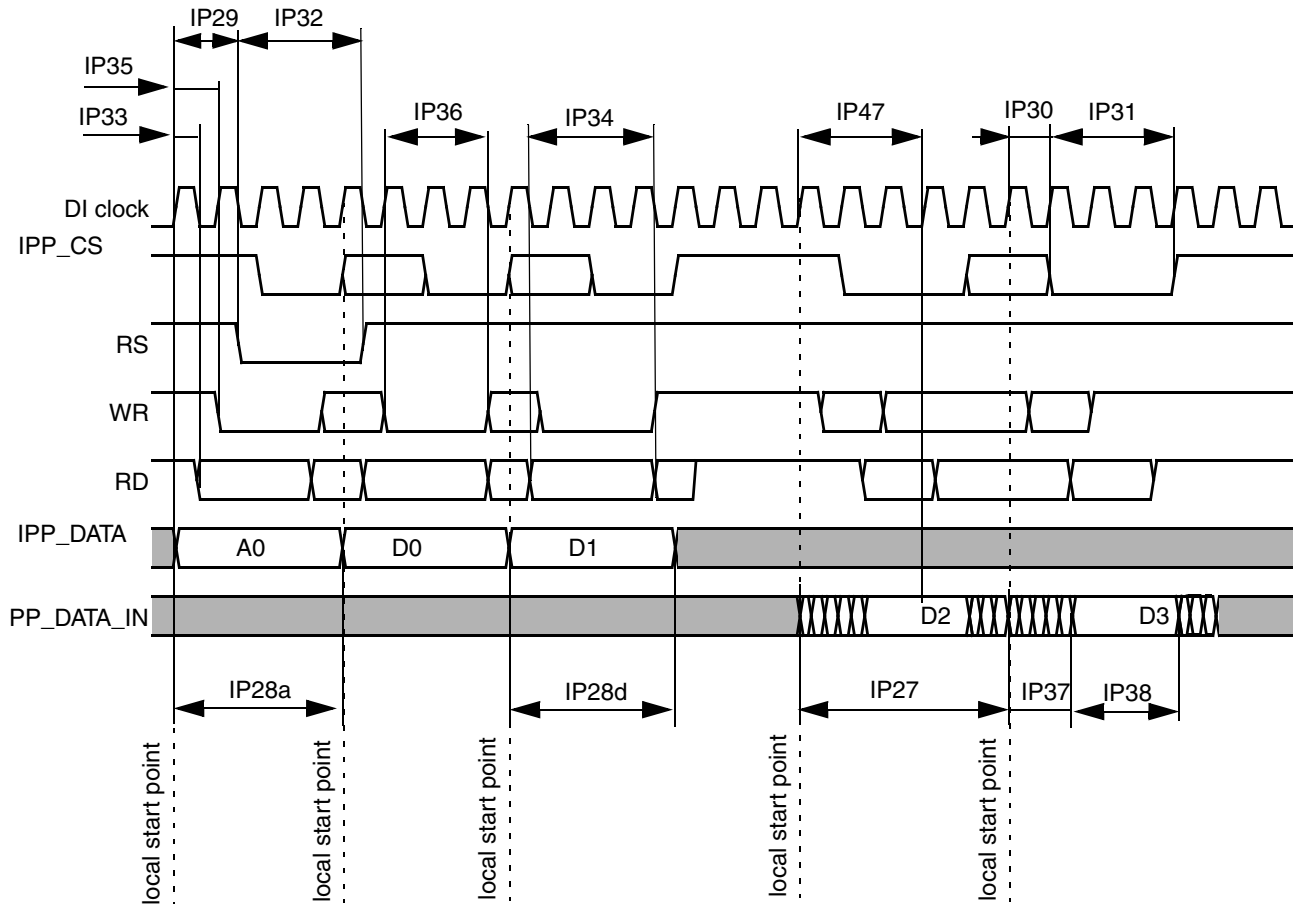 IP29 IP32
IP35
IP33
IP36 IP34 IP47 IP30 IP31
DI clock
IPP_CS
RS
WR
RD
IPP_DATA A0 D0 D1
PP_DATA_IN D2 D3
IP28a IP28d IP27 IP37 IP38
local start point
local start point
local start point
local start point
local start point